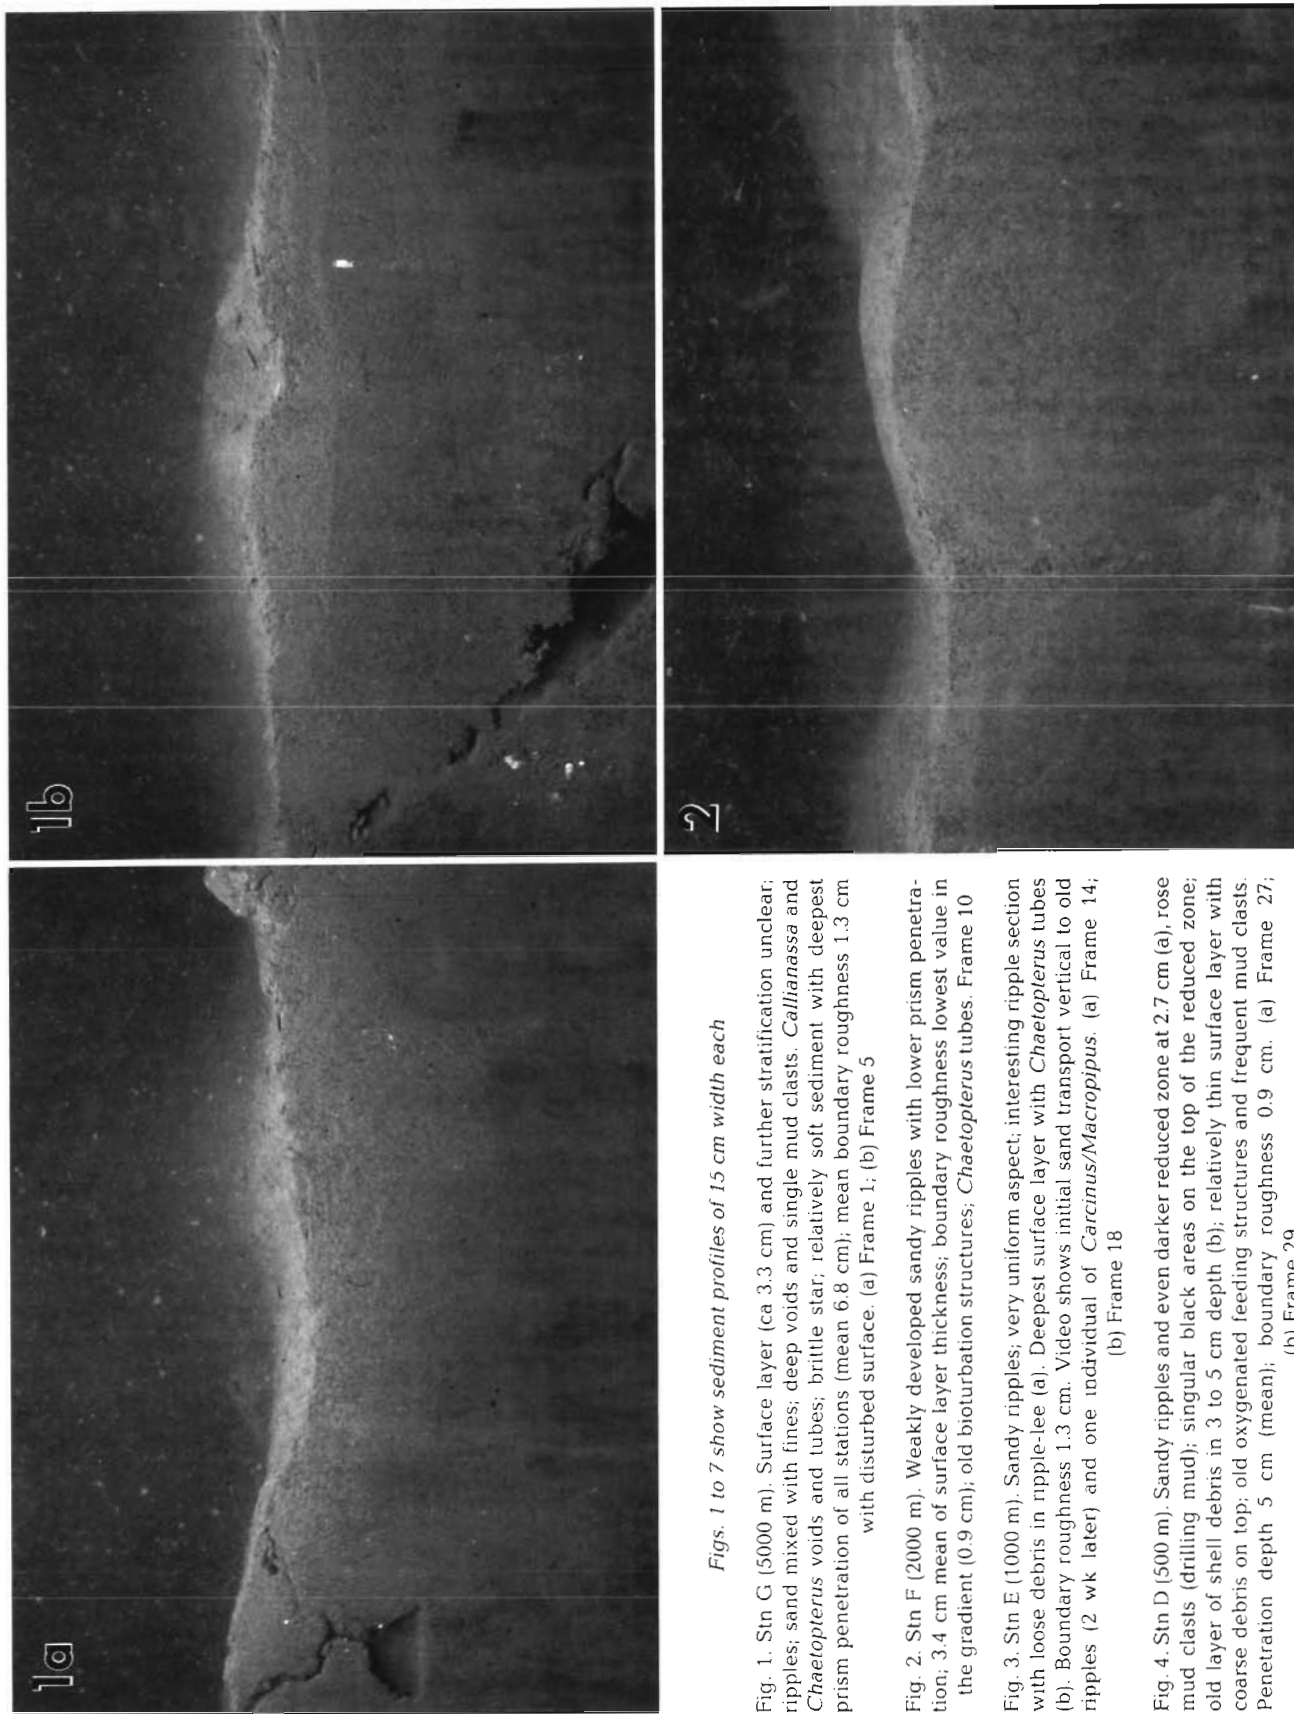 1a
1b
2
Figs. 1 to 7 show sediment profiles of 15 cm width each
Fig. 1. Stn G (5000 m). Surface layer (ca 3.3 cm) and further stratification unclear;
ripples; sand mixed with fines; deep voids and single mud clasts. Callianassa and
Chaetopterus voids and tubes; brittle star; relatively soft sediment with deepest
prism penetration of all stations (mean 6.8 cm); mean boundary roughness 1.3 cm
with disturbed surface. (a) Frame 1; (b) Frame 5
Fig. 2. Stn F (2000 m). Weakly developed sandy ripples with lower prism penetra-
tion; 3.4 cm mean of surface layer thickness; boundary roughness lowest value in
the gradient (0.9 cm); old bioturbation structures; Chaetopterus tubes. Frame 10
Fig. 3. Stn E (1000 m). Sandy ripples; very uniform aspect; interesting ripple section
with loose debris in ripple-lee (a). Deepest surface layer with Chaetopterus tubes
(b). Boundary roughness 1.3 cm. Video shows initial sand transport vertical to old
ripples (2 wk later) and one individual of Carcinus/Macropipus. (a) Frame 14;
(b) Frame 18
Fig. 4. Stn D (500 m). Sandy ripples and even darker reduced zone at 2.7 cm (a), rose
mud clasts (drilling mud); singular black areas on the top of the reduced zone;
old layer of shell debris in 3 to 5 cm depth (b); relatively thin surface layer with
coarse debris on top; old oxygenated feeding structures and frequent mud clasts.
Penetration depth 5 cm (mean); boundary roughness 0.9 cm. (a) Frame 27;
(b) Frame 29